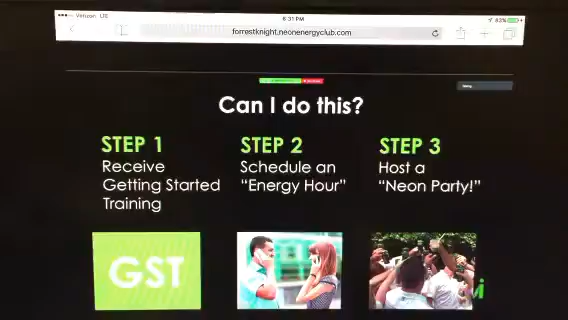 Verizon LTE
8:31 PM
83%
forrestknight.neonenergyclub.com
Can I do this?
STEP 1
Receive
Getting Started
Training
STEP 2
Schedule an
“Energy Hour”
STEP 3
Host a
“Neon Party!”
GST